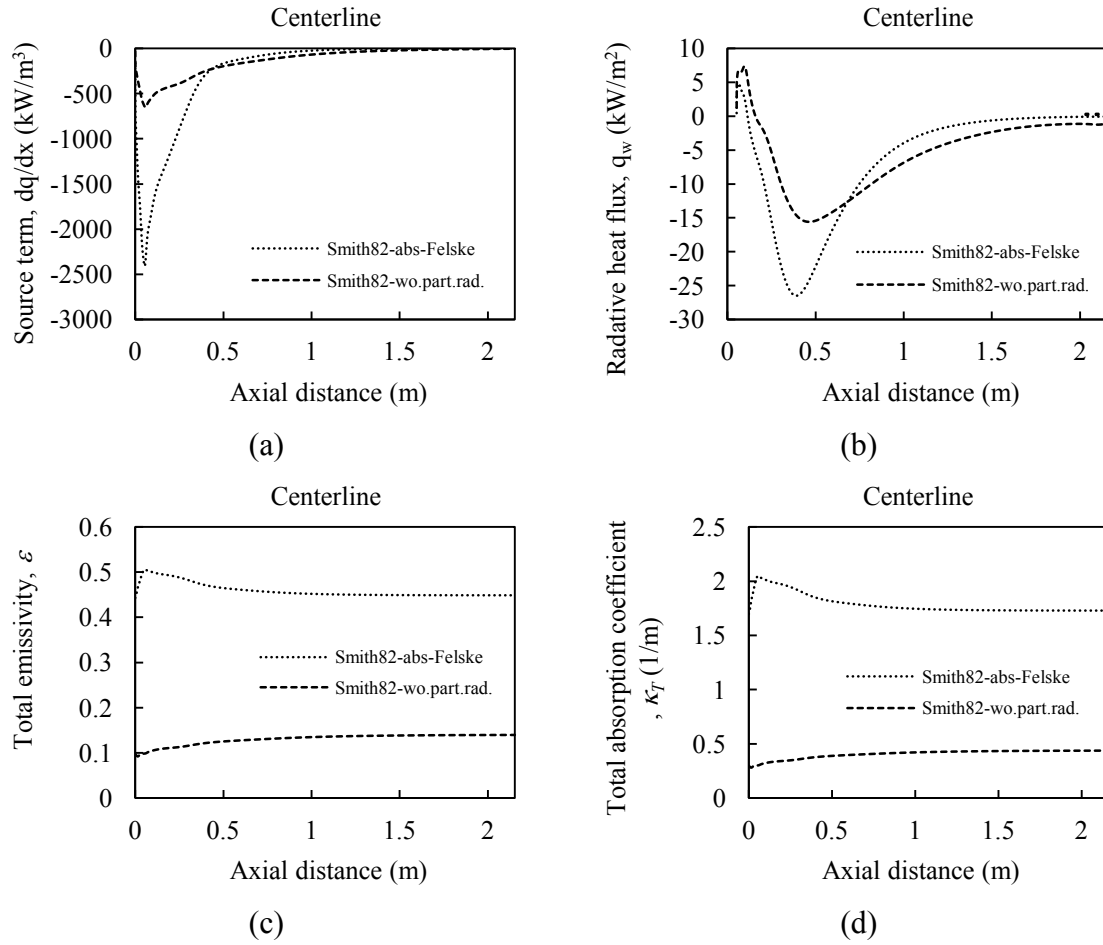 Centerline
Source term, dq/dx (kW/m³)
0
-500
-1000
-1500
-2000
-2500
-3000
Smith82-abs-Felske
Smith82-wo.part.rad.
0 0.5 1 1.5 2
Axial distance (m)
(a)
Centerline
Radative heat flux, q_w (kW/m²)
10
5
0
-5
-10
-15
-20
-25
-30
Smith82-abs-Felske
Smith82-wo.part.rad.
0 0.5 1 1.5 2
Axial distance (m)
(b)
Centerline
Total emissivity, ε
0.6
0.5
0.4
0.3
0.2
0.1
0
Smith82-abs-Felske
Smith82-wo.part.rad.
0 0.5 1 1.5 2
Axial distance (m)
(c)
Centerline
Total absorption coefficient
, κ_T (1/m)
2.5
2
1.5
1
0.5
0
Smith82-abs-Felske
Smith82-wo.part.rad.
0 0.5 1 1.5 2
Axial distance (m)
(d)